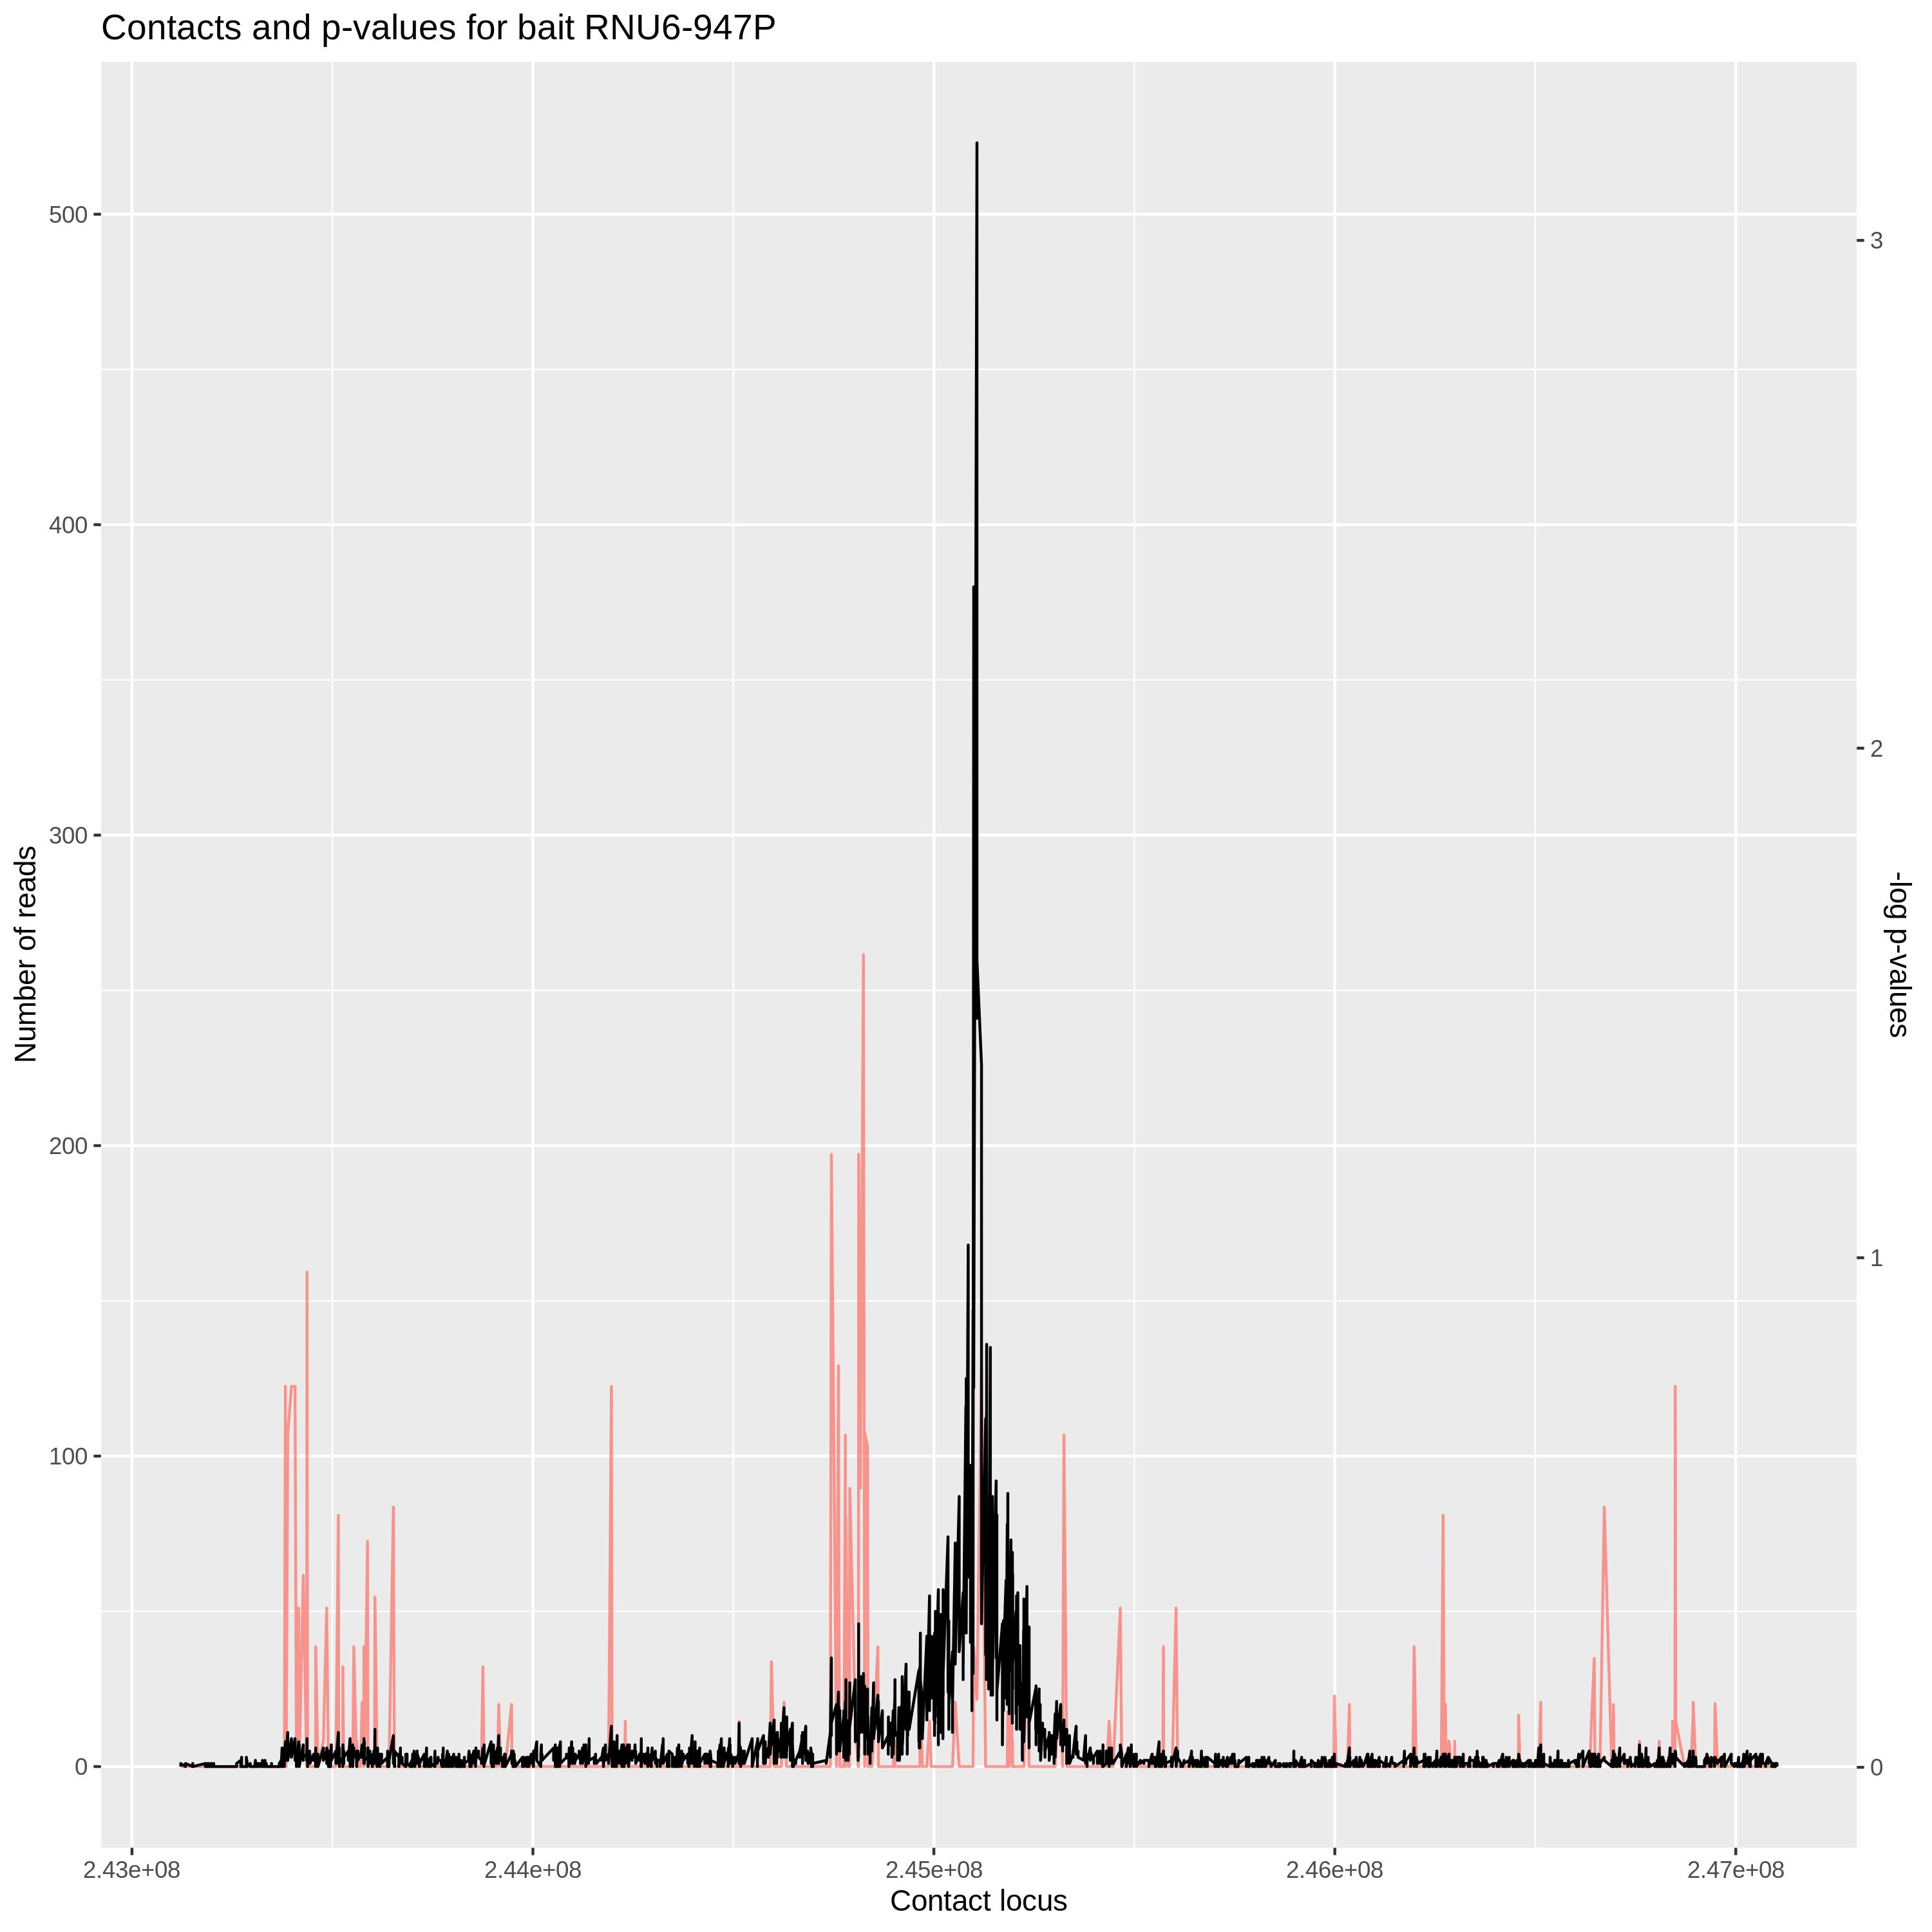 Contacts and p-values for bait RNU6-947P
500
400
300
200
100
0
Number of reads
3
2
1
0
-log p-values
2.43e+08
2.44e+08
2.45e+08
2.46e+08
2.47e+08
Contact locus